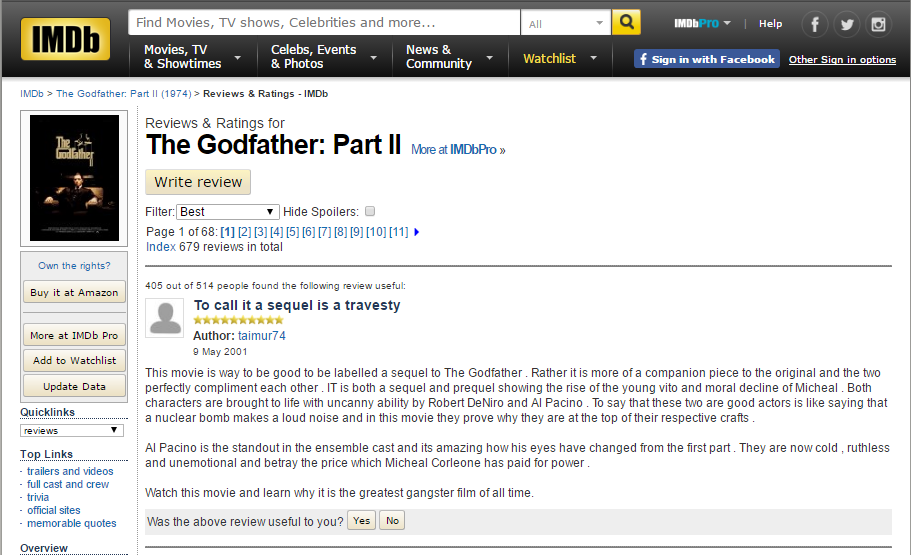 IMDb
Find Movies, TV shows, Celebrities and more...
All
IMDbPro
Help
Movies, TV
& Showtimes
Celebs, Events
& Photos
News &
Community
Watchlist
f Sign in with Facebook
Other Sign in options
IMDb > The Godfather: Part II (1974) > Reviews & Ratings - IMDb
The
Godfather
Own the rights?
Buy it at Amazon
More at IMDb Pro
Add to Watchlist
Update Data
Quicklinks
reviews
Top Links
· trailers and videos
· full cast and crew
· trivia
· official sites
· memorable quotes
Overview
Reviews & Ratings for
The Godfather: Part II More at IMDbPro »
Write review
Filter: Best Hide Spoilers:
Page 1 of 68: [1] [2] [3] [4] [5] [6] [7] [8] [9] [10] [11]
Index 679 reviews in total
405 out of 514 people found the following review useful:
To call it a sequel is a travesty
Author: taimur74
9 May 2001
This movie is way to be good to be labelled a sequel to The Godfather . Rather it is more of a companion piece to the original and the two
perfectly compliment each other . IT is both a sequel and prequel showing the rise of the young vito and moral decline of Micheal . Both
characters are brought to life with uncanny ability by Robert DeNiro and Al Pacino . To say that these two are good actors is like saying that
a nuclear bomb makes a loud noise and in this movie they prove why they are at the top of their respective crafts .
Al Pacino is the standout in the ensemble cast and its amazing how his eyes have changed from the first part . They are now cold , ruthless
and unemotional and betray the price which Micheal Corleone has paid for power .
Watch this movie and learn why it is the greatest gangster film of all time.
Was the above review useful to you? Yes No